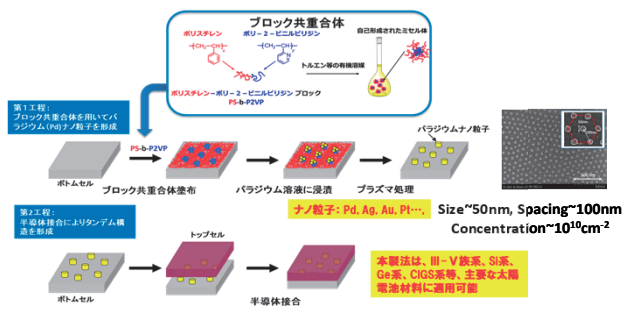 ブロック共重合体
ポリスチレン
ポリ－２－ビニルピリジン
自己形成されたミセル体
トルエン等の有機溶媒
ポリスチレン-ポリ－２－ビニルピリジン ブロック
PS-b-P2VP
第１工程：
ブロック共重合体を用いてパ
ラジウム(Pd)ナノ粒子を形成
PS-b-P2VP
パラジウムナノ粒子
ボトムセル
ブロック共重合体塗布
パラジウム溶液に浸漬
プラズマ処理
ナノ粒子：Pd, Ag, Au, Pt…,
Size~50nm, Spacing~100nm
Concentration~10¹⁰cm⁻²
第2工程：
半導体接合によりタンデム構
造を形成
トップセル
ボトムセル
半導体接合
本製法は、Ⅲ－Ⅴ族系、Si系、
Ge系、CIGS系等、主要な太陽
電池材料に適用可能